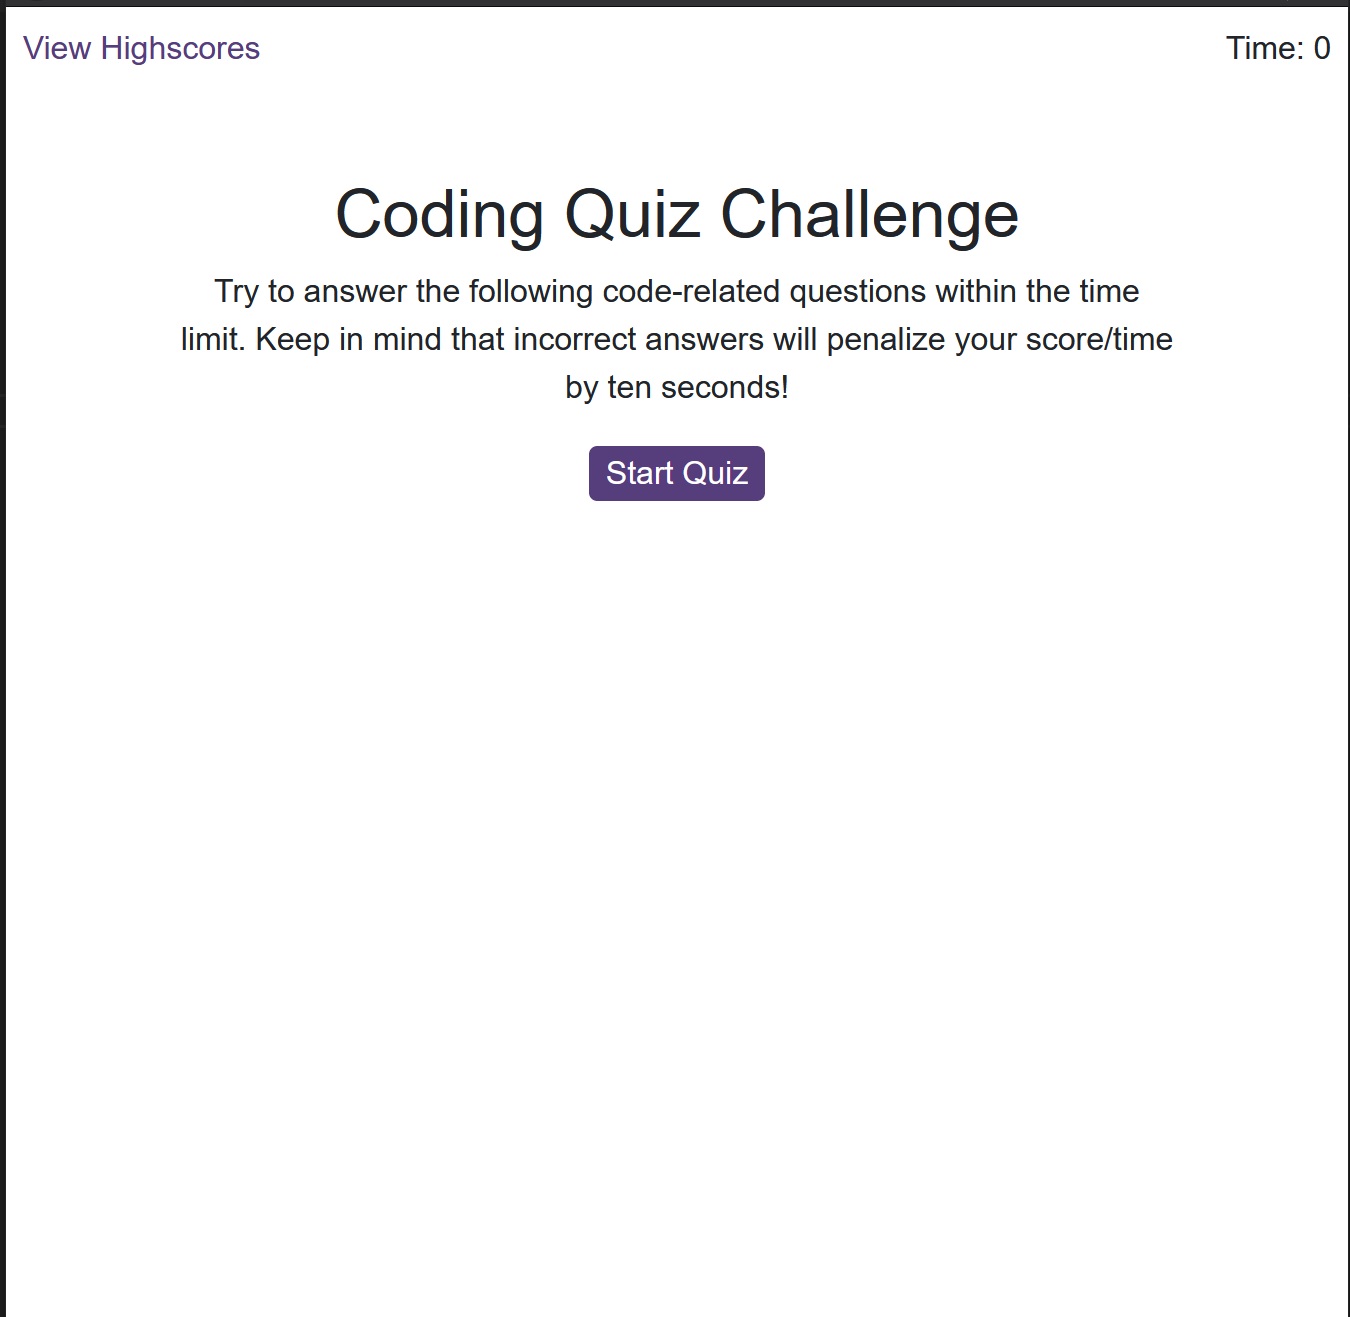 View Highscores
Time: 0
Coding Quiz Challenge
Try to answer the following code-related questions within the time
limit. Keep in mind that incorrect answers will penalize your score/time
by ten seconds!
Start Quiz